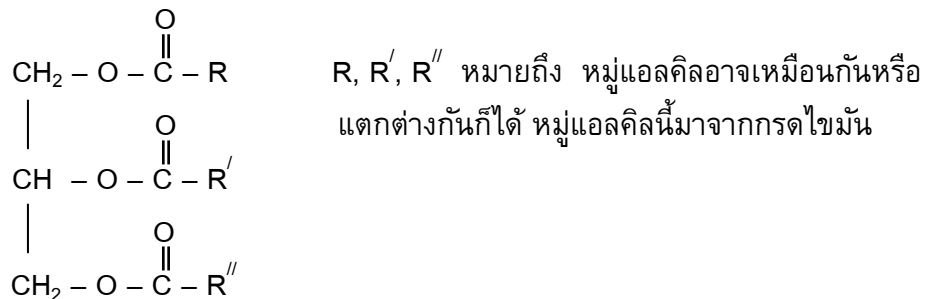 O
CH₂ – O – C – R R, R/, R// หมายถึง หมู่แอลคิลอาจเหมือนกันหรือ
O แตกต่างกันก็ได้ หมู่แอลคิลนี้มาจากกรดไขมัน
CH – O – C – R/
O
CH₂ – O – C – R//